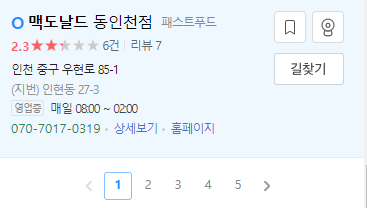 맥도날드 동인천점 패스트푸드
2.3 6건 | 리뷰 7
인천 중구 우현로 85-1
(지번) 인현동 27-3
영업중 매일 08:00 ~ 02:00
070-7017-0319 · 상세보기 · 홈페이지
길찾기
1 2 3 4 5